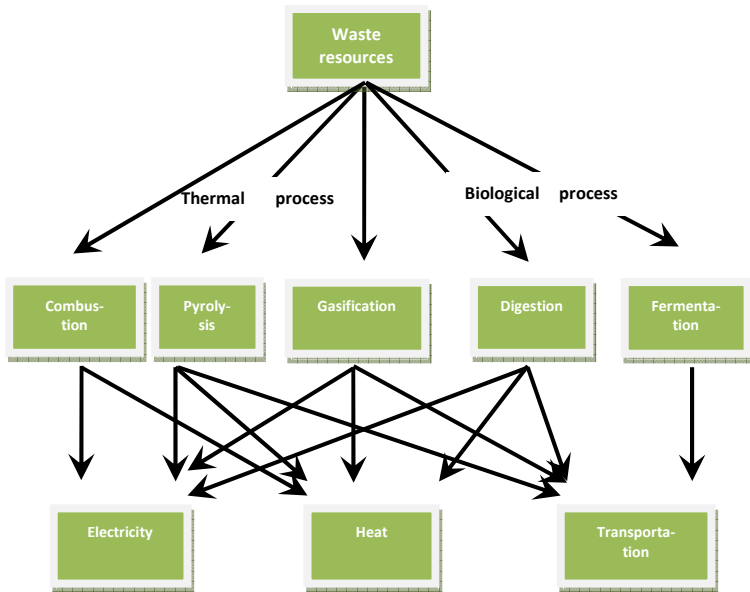 Waste
resources
Thermal process
Biological process
Combus-
tion
Pyroly-
sis
Gasification
Digestion
Fermenta-
tion
Electricity
Heat
Transporta-
tion